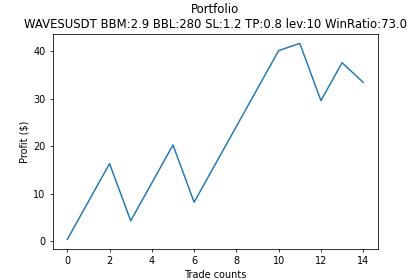 Portfolio
WAVESUSDT BBM:2.9 BBL:280 SL:1.2 TP:0.8 lev:10 WinRatio:73.0
40
30
20
10
0
Profit ($)
0 2 4 6 8 10 12 14
Trade counts